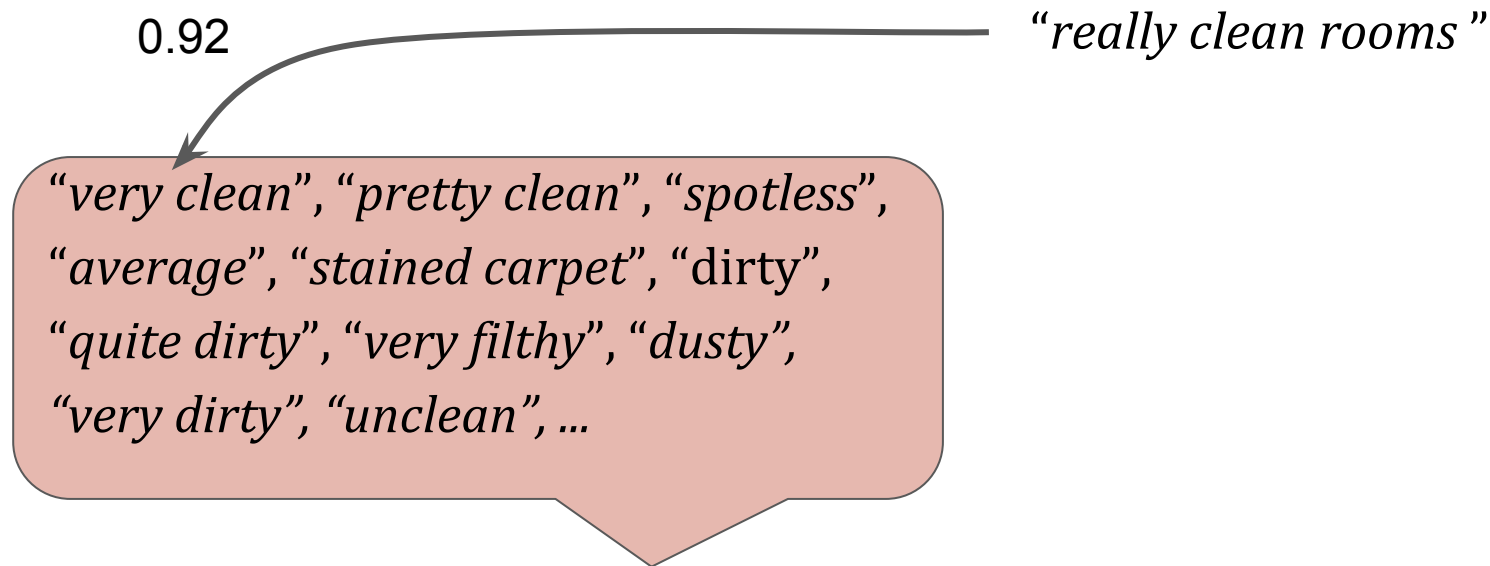 0.92
“really clean rooms ”
“very clean”, “pretty clean”, “spotless”,
“average”, “stained carpet”, “dirty”,
“quite dirty”, “very filthy”, “dusty”,
“very dirty”, “unclean”, ...